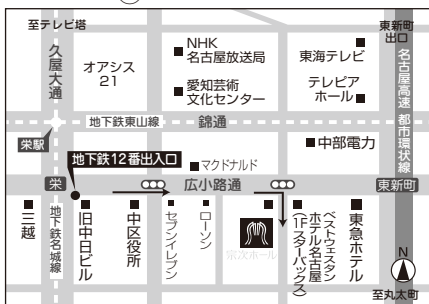 至テレビ塔
東新町
出口
久屋大通
オアシス
21
NHK
名古屋放送局
愛知芸術
文化センター
東海テレビ
テレピア
ホール
名古屋高速 都市環状線
地下鉄東山線
錦通
栄駅
地下鉄12番出入口
中部電力
マクドナルド
栄
広小路通
東新町
三越
地下鉄名城線
旧中日ビル
中区役所
セブンイレブン
ローソン
宗次ホール
ベストウェスタン
ホテル名古屋
(1Fスターバックス)
東急ホテル
N
至丸太町